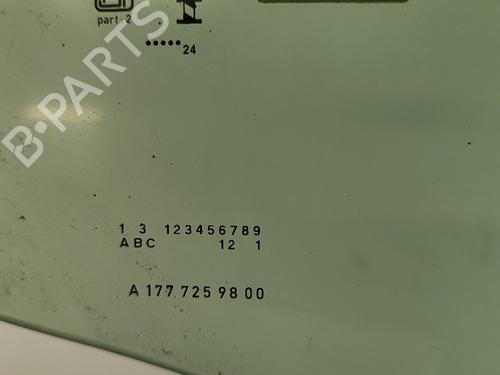 part.2
••••• 24
B-PARTS
1 3 123456789
ABC 12 1
A 177 725 98 00